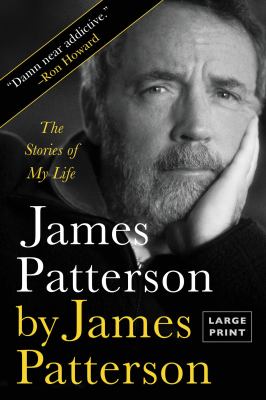 "Damn near addictive."
—Ron Howard
The
Stories of
My Life
James
Patterson
by James
Patterson
LARGE
PRINT